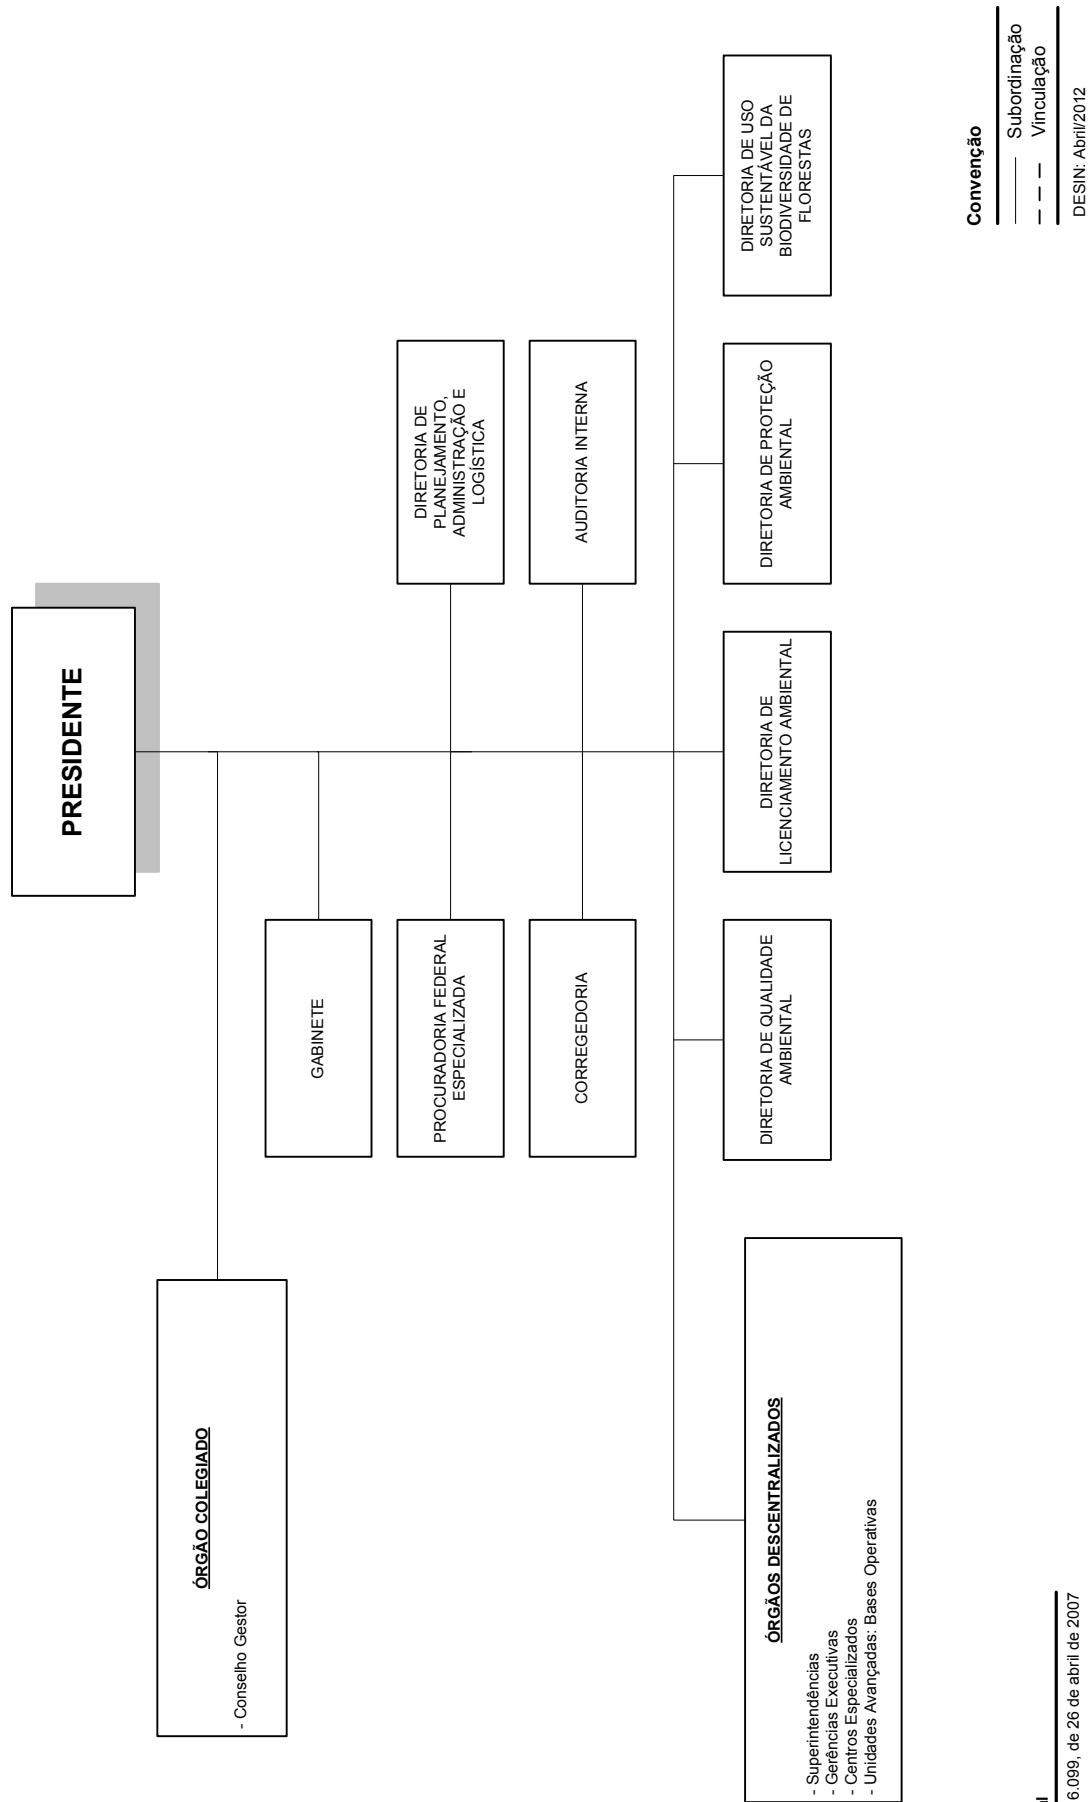 PRESIDENTE
ÓRGÃO COLEGIADO
- Conselho Gestor
GABINETE
PROCURADORIA FEDERAL
ESPECIALIZADA
DIRETORIA DE
PLANEJAMENTO,
ADMINISTRAÇÃO E
LOGÍSTICA
CORREGEDORIA
AUDITORIA INTERNA
ÓRGÃOS DESCENTRALIZADOS
- Superintendências
- Gerências Executivas
- Centros Especializados
- Unidades Avançadas: Bases Operativas
DIRETORIA DE QUALIDADE
AMBIENTAL
DIRETORIA DE
LICENCIAMENTO AMBIENTAL
DIRETORIA DE PROTEÇÃO
AMBIENTAL
DIRETORIA DE USO
SUSTENTÁVEL DA
BIODIVERSIDADE DE
FLORESTAS
6.099, de 26 de abril de 2007
Convenção
Subordinação
Vinculação
DESIN: Abril/2012